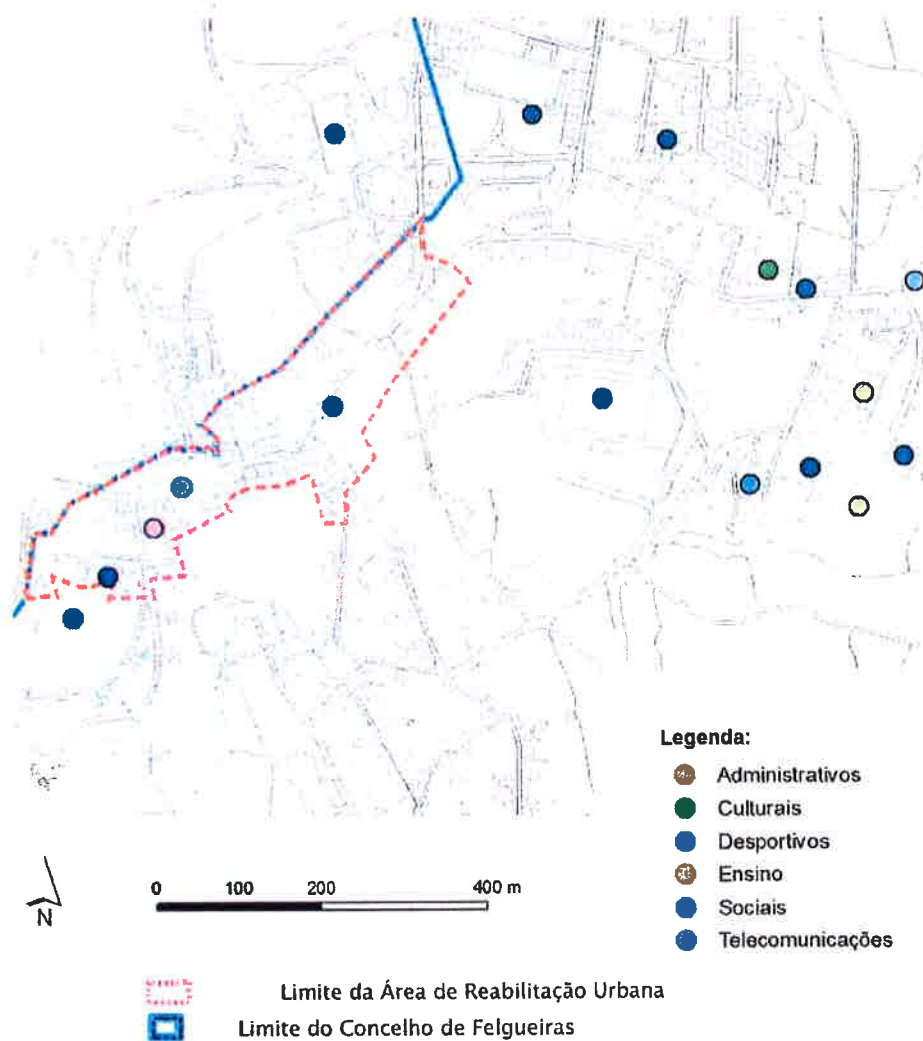 Legenda:
Administrativos
Culturais
Desportivos
Ensino
Sociais
Telecomunicações
N
0 100 200 400 m
Limite da Área de Reabilitação Urbana
Limite do Concelho de Felgueiras